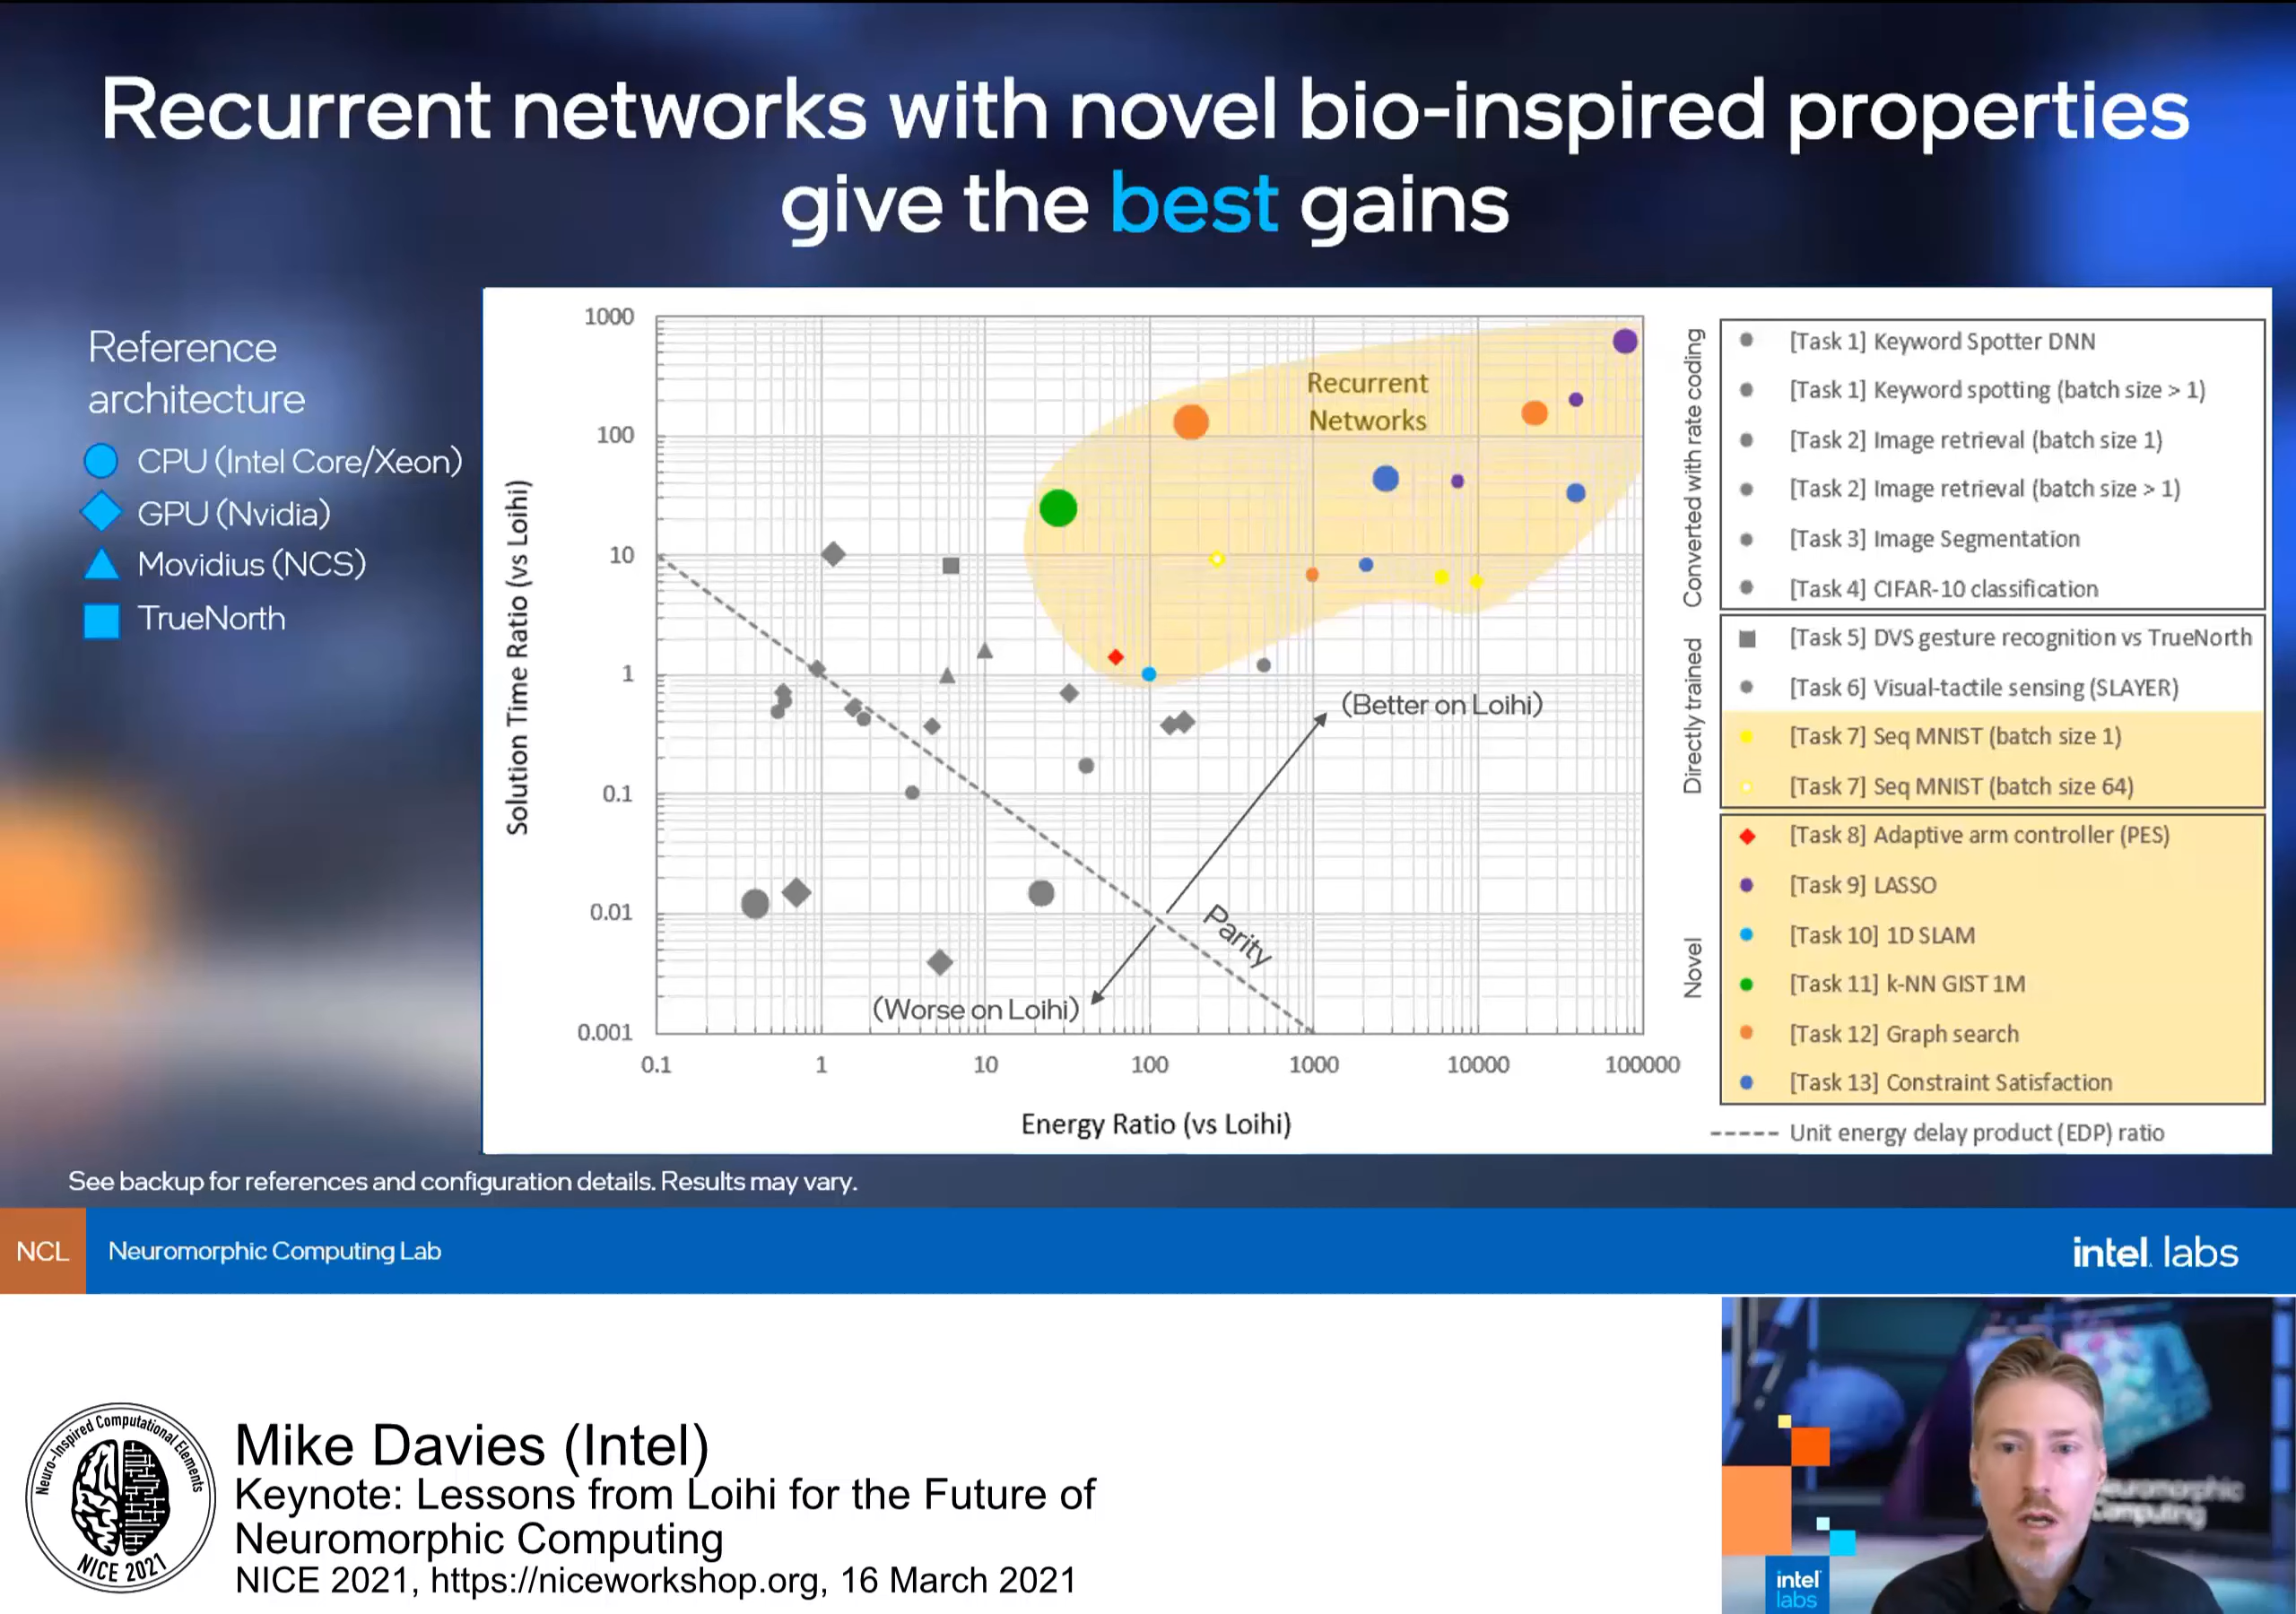 Recurrent networks with novel bio-inspired properties
give the best gains
Reference
architecture
CPU (Intel Core/Xeon)
GPU (Nvidia)
Movidius (NCS)
TrueNorth
Solution Time Ratio (vs Loihi)
1000
100
10
1
0.1
0.01
0.001
0.1
1
10
100
1000
10000
100000
Energy Ratio (vs Loihi)
Recurrent
Networks
(Better on Loihi)
Parity
(Worse on Loihi)
Converted with rate coding
[Task 1] Keyword Spotter DNN
[Task 1] Keyword spotting (batch size > 1)
[Task 2] Image retrieval (batch size 1)
[Task 2] Image retrieval (batch size > 1)
[Task 3] Image Segmentation
[Task 4] CIFAR-10 classification
Directly trained
[Task 5] DVS gesture recognition vs TrueNorth
[Task 6] Visual-tactile sensing (SLAYER)
[Task 7] Seq MNIST (batch size 1)
[Task 7] Seq MNIST (batch size 64)
Novel
[Task 8] Adaptive arm controller (PES)
[Task 9] LASSO
[Task 10] 1D SLAM
[Task 11] k-NN GIST 1M
[Task 12] Graph search
[Task 13] Constraint Satisfaction
Unit energy delay product (EDP) ratio
See backup for references and configuration details. Results may vary.
NCL
Neuromorphic Computing Lab
intel labs
Neuro-Inspired Computational Elements
NICE 2021
Mike Davies (Intel)
Keynote: Lessons from Loihi for the Future of
Neuromorphic Computing
NICE 2021, https://niceworkshop.org, 16 March 2021
neuromorphic
Computing
intel
labs